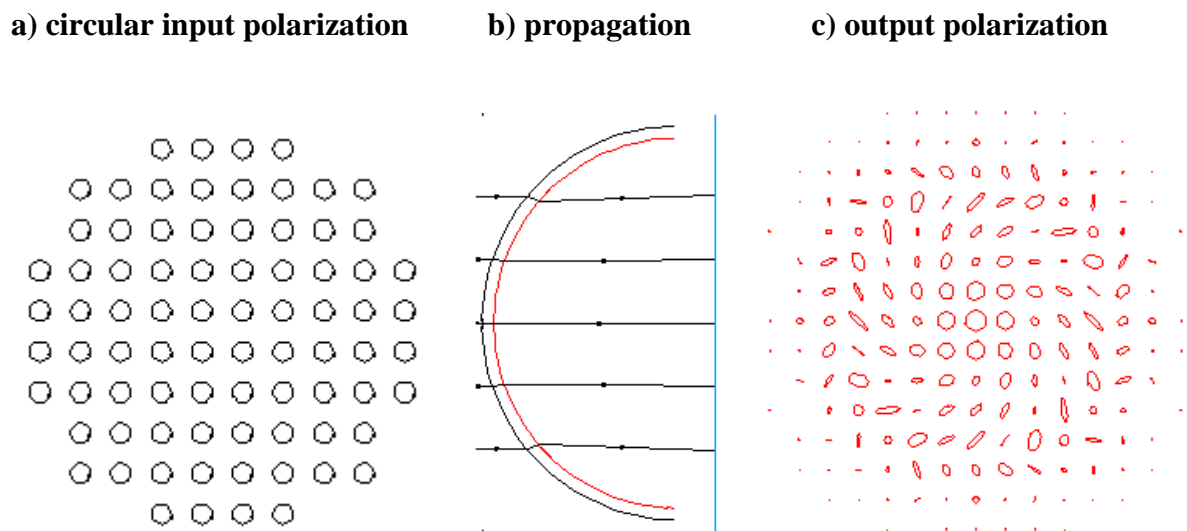 a) circular input polarization b) propagation c) output polarization